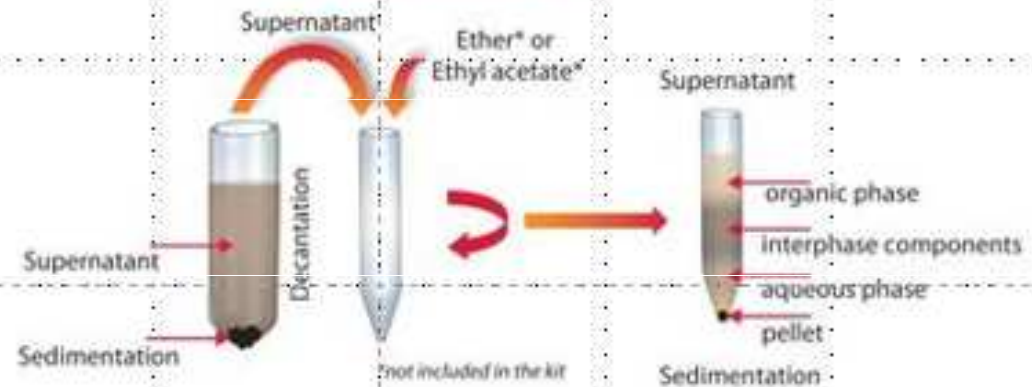 Supernatant
Ether* or
Ethyl acetate*
Supernatant
Decantation
organic phase
interphase components
Supernatant
aqueous phase
pellet
Sedimentation
*not included in the kit
Sedimentation